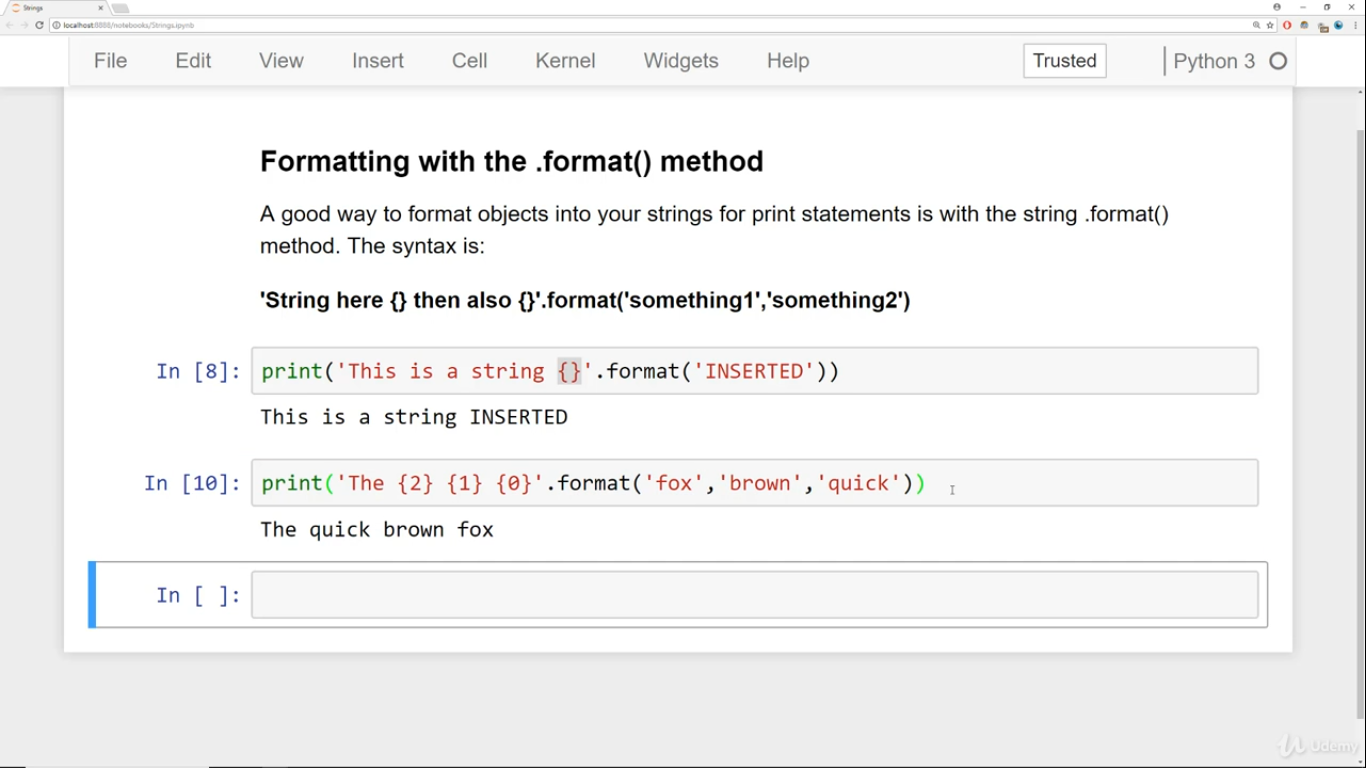 Strings
localhost:8888/notebooks/Strings.ipynb
File Edit View Insert Cell Kernel Widgets Help Trusted Python 3
Formatting with the .format() method
A good way to format objects into your strings for print statements is with the string .format()
method. The syntax is:
'String here {} then also {}'.format('something1','something2')
In [8]: print('This is a string {}'.format('INSERTED'))
This is a string INSERTED
In [10]: print('The {2} {1} {0}'.format('fox','brown','quick'))
The quick brown fox
In [ ]:
Udemy